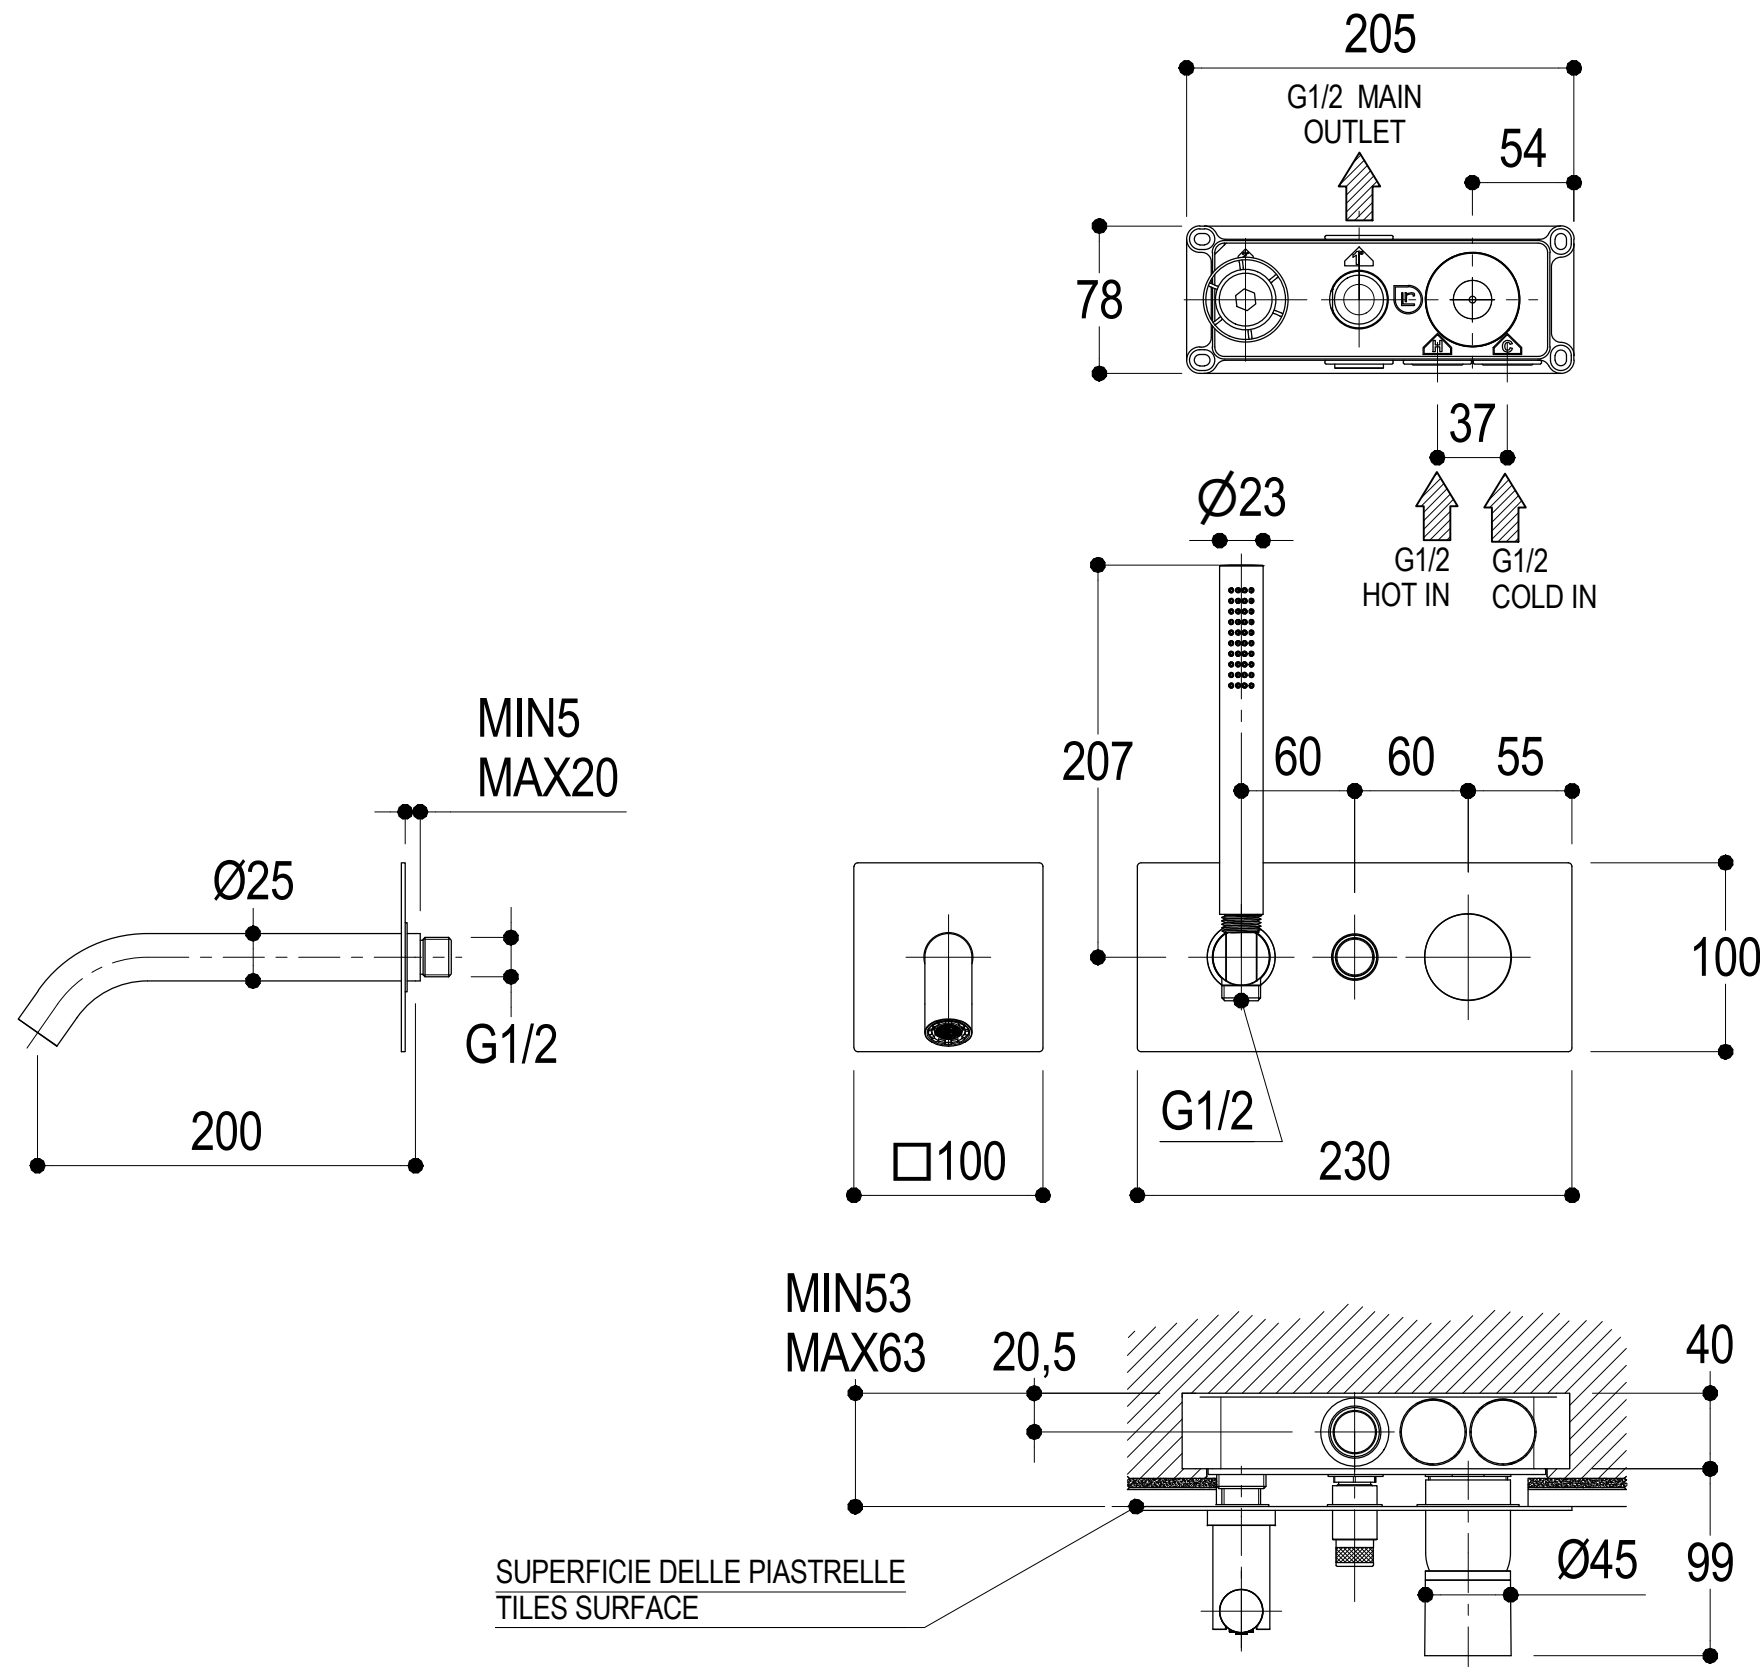 205
G1/2 MAIN
OUTLET
54
78
H
C
37
Ø23
G1/2
HOT IN
G1/2
COLD IN
MIN5
MAX20
207
60
60
55
Ø25
G1/2
100
200
G1/2
□100
230
MIN53
MAX63
20,5
40
SUPERFICIE DELLE PIASTRELLE
TILES SURFACE
Ø45
99